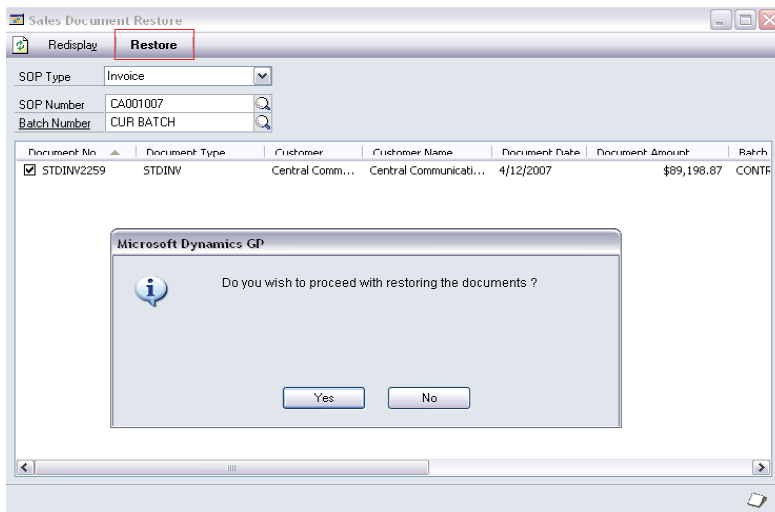 Sales Document Restore
Redisplay Restore
SOP Type Invoice
SOP Number CA001007
Batch Number CUR BATCH
Document No. Document Type Customer Customer Name Document Date Document Amount Batch
STDINV2259 STDINV Central Comm... Central Communicati... 4/12/2007 $89,198.87 CONTR
Microsoft Dynamics GP
Do you wish to proceed with restoring the documents ?
Yes No